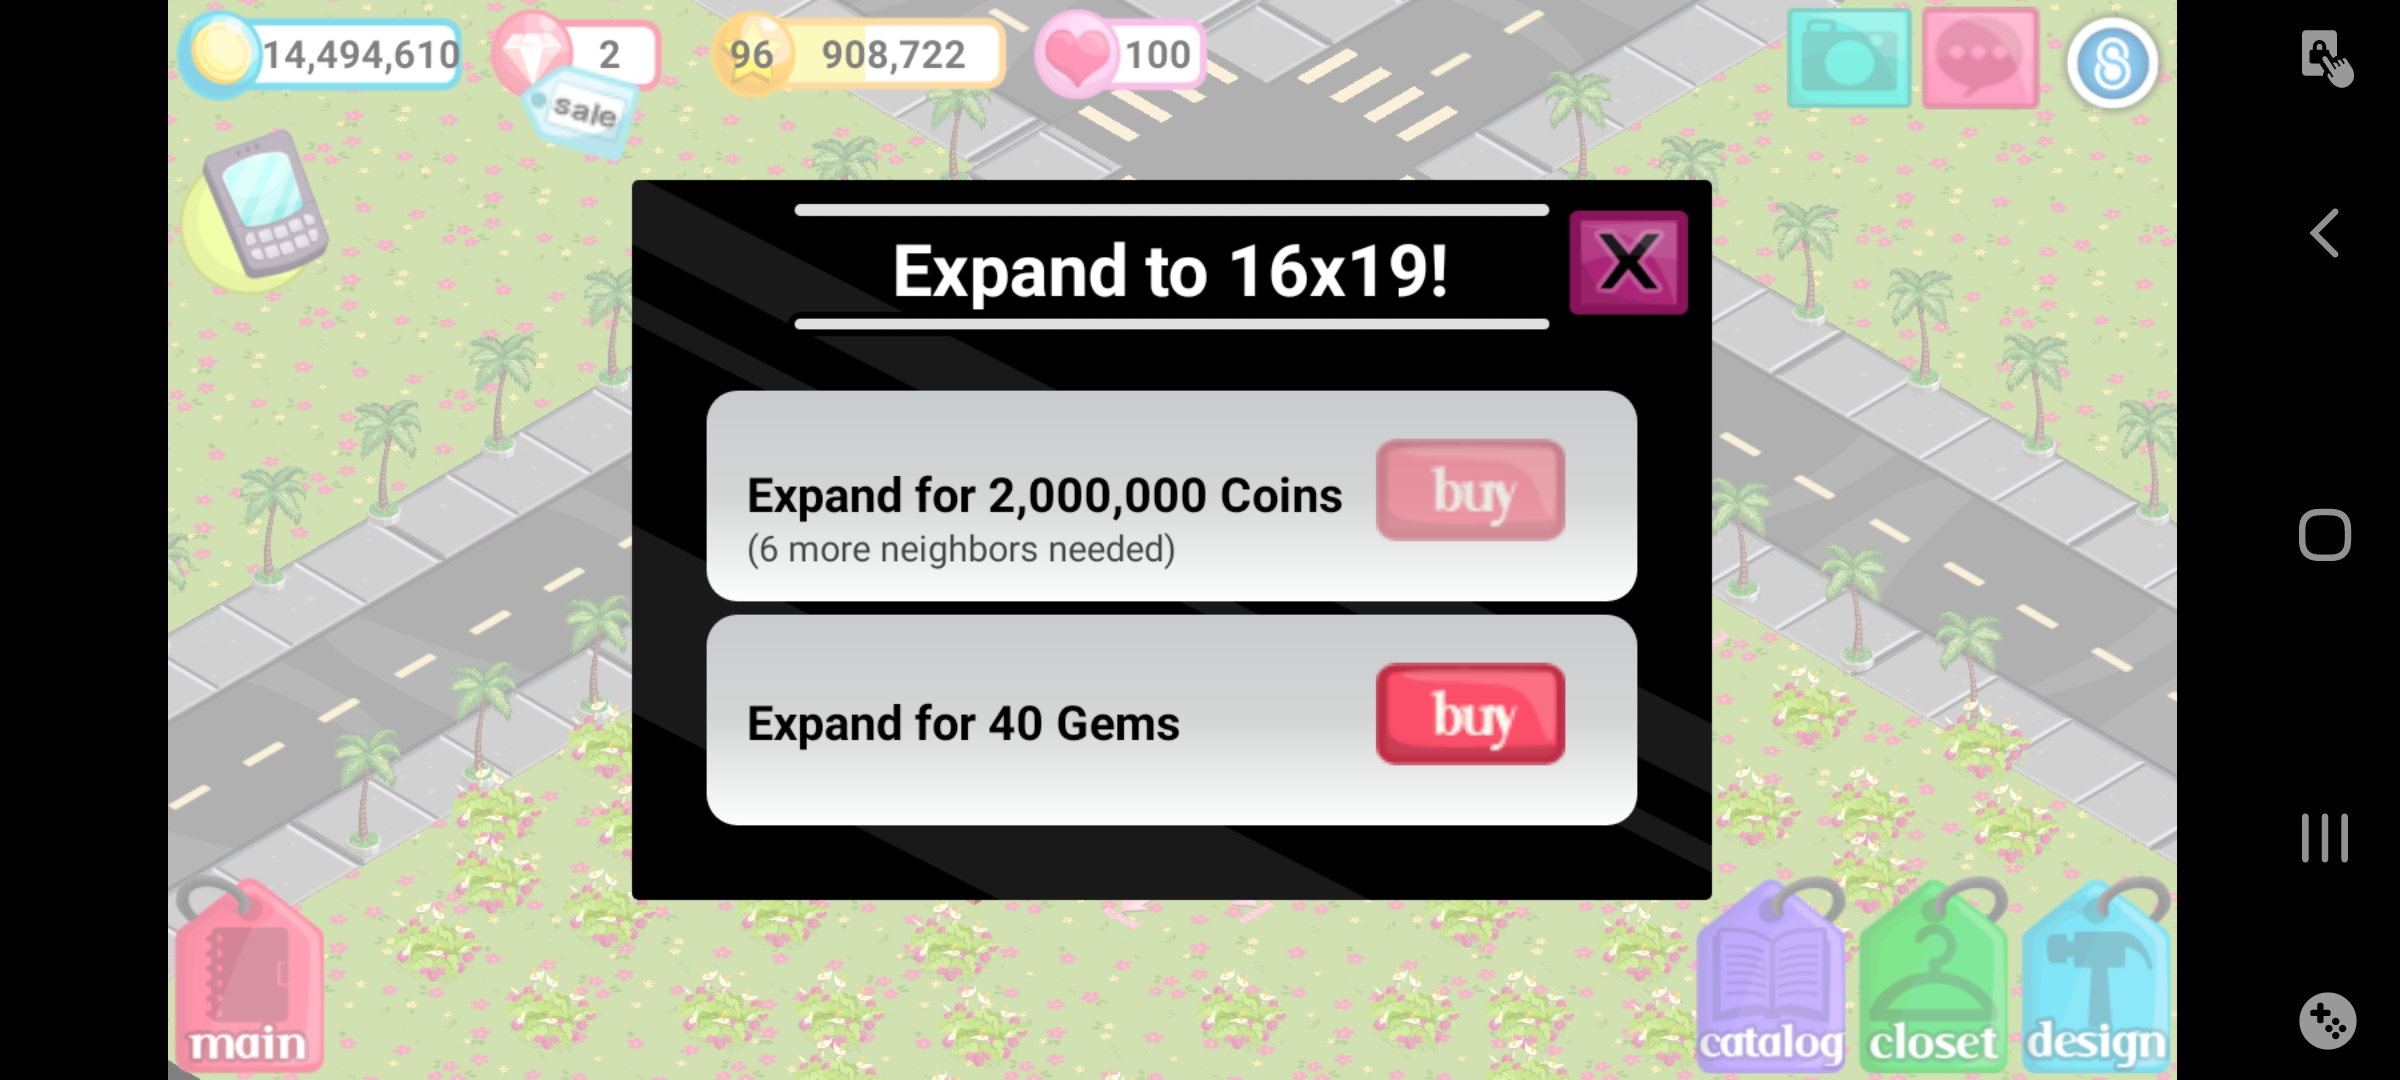 14,494,610
2
96 908,722
100
sale
Expand to 16x19!
X
Expand for 2,000,000 Coins
(6 more neighbors needed)
buy
Expand for 40 Gems
buy
main
catalog
closet
design